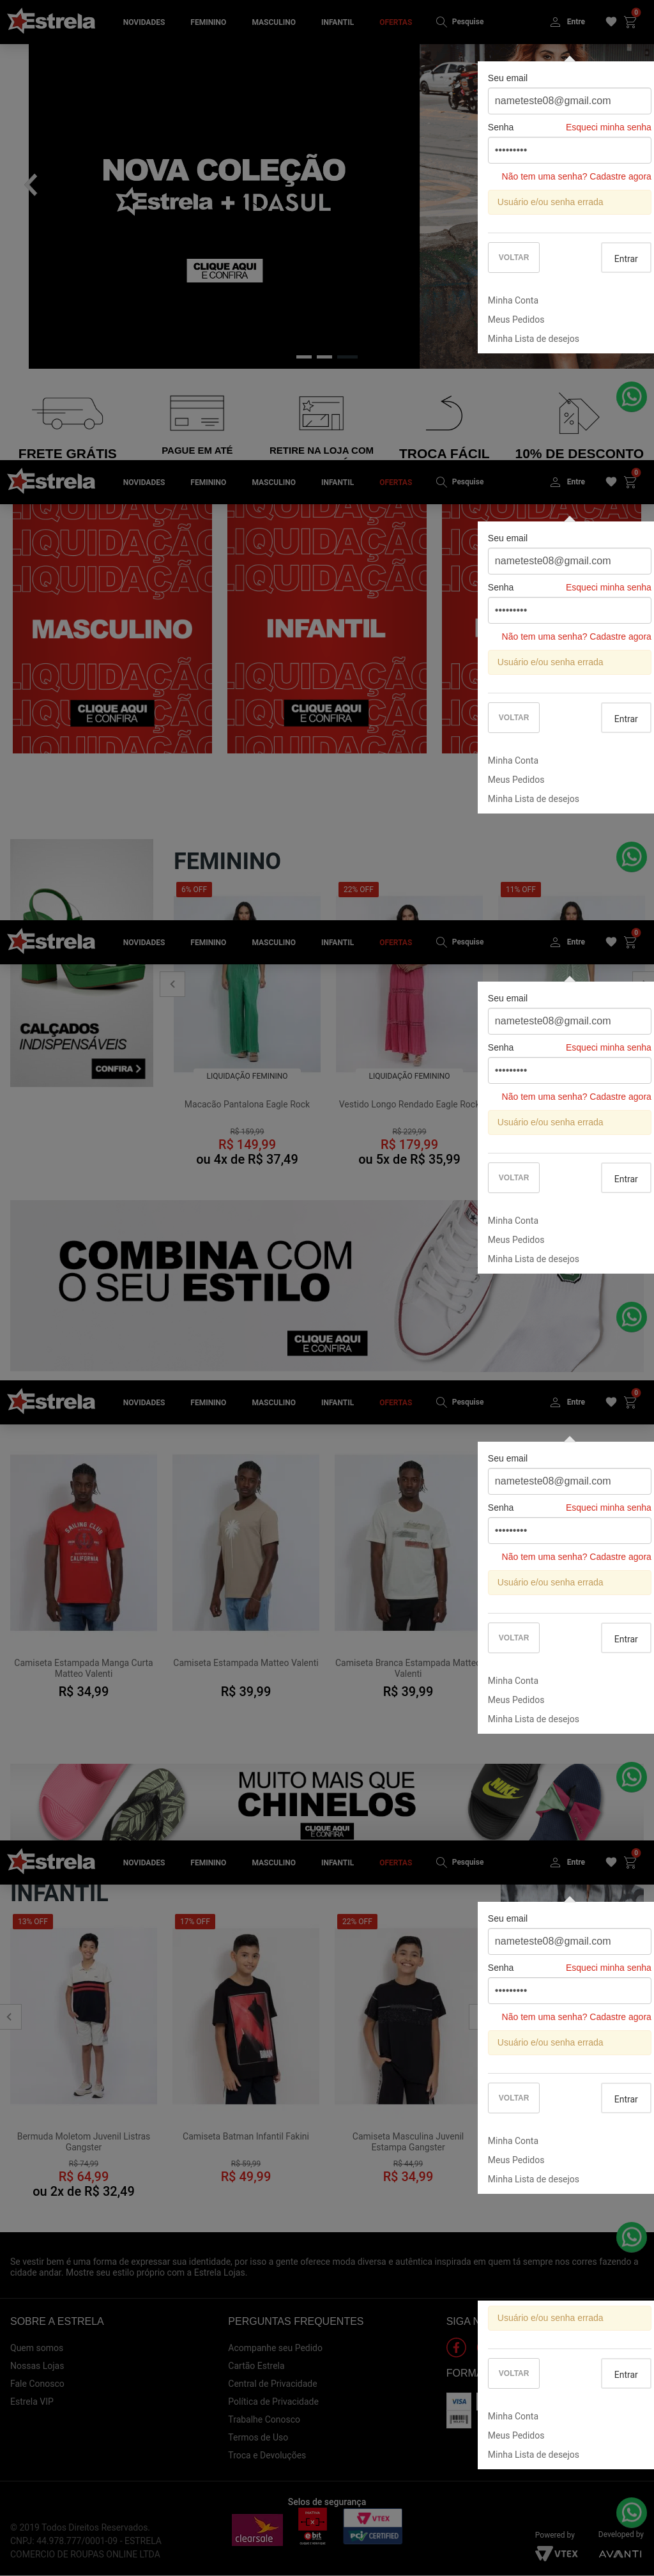 Estrela NOVIDADES FEMININO MASCULINO INFANTIL OFERTAS Pesquise Entre 0
NOVA COLEÇÃO
Estrela + IDASUL
CLIQUE AQUI
E CONFIRA
Seu email
nameteste08@gmail.com
Senha Esqueci minha senha
•••••••••
Não tem uma senha? Cadastre agora
Usuário e/ou senha errada
VOLTAR Entrar
Minha Conta
Meus Pedidos
Minha Lista de desejos
FRETE GRÁTIS PAGUE EM ATÉ RETIRE NA LOJA COM TROCA FÁCIL 10% DE DESCONTO
Estrela NOVIDADES FEMININO MASCULINO INFANTIL OFERTAS Pesquise Entre 0
MASCULINO INFANTIL
CLIQUE AQUI CLIQUE AQUI
E CONFIRA E CONFIRA
Seu email
nameteste08@gmail.com
Senha Esqueci minha senha
•••••••••
Não tem uma senha? Cadastre agora
Usuário e/ou senha errada
VOLTAR Entrar
Minha Conta
Meus Pedidos
Minha Lista de desejos
FEMININO
6% OFF 22% OFF 11% OFF
Estrela NOVIDADES FEMININO MASCULINO INFANTIL OFERTAS Pesquise Entre 0
CALÇADOS
INDISPENSÁVEIS
CONFIRA
LIQUIDAÇÃO FEMININO LIQUIDAÇÃO FEMININO
Macacão Pantalona Eagle Rock Vestido Longo Rendado Eagle Rock
R$ 159,99 R$ 229,99
R$ 149,99 R$ 179,99
ou 4x de R$ 37,49 ou 5x de R$ 35,99
Seu email
nameteste08@gmail.com
Senha Esqueci minha senha
•••••••••
Não tem uma senha? Cadastre agora
Usuário e/ou senha errada
VOLTAR Entrar
Minha Conta
Meus Pedidos
Minha Lista de desejos
COMBINA COM
O SEU ESTILO
CLIQUE AQUI
E CONFIRA
Estrela NOVIDADES FEMININO MASCULINO INFANTIL OFERTAS Pesquise Entre 0
SAILING CLUB
CALIFORNIA
Camiseta Estampada Manga Curta Camiseta Estampada Matteo Valenti Camiseta Branca Estampada Matteo
Matteo Valenti Valenti
R$ 34,99 R$ 39,99 R$ 39,99
Seu email
nameteste08@gmail.com
Senha Esqueci minha senha
•••••••••
Não tem uma senha? Cadastre agora
Usuário e/ou senha errada
VOLTAR Entrar
Minha Conta
Meus Pedidos
Minha Lista de desejos
MUITO MAIS QUE
CHINELOS
CLIQUE AQUI
E CONFIRA
Estrela NOVIDADES FEMININO MASCULINO INFANTIL OFERTAS Pesquise Entre 0
INFANTIL
13% OFF 17% OFF 22% OFF
Bermuda Moletom Juvenil Listras Camiseta Batman Infantil Fakini Camiseta Masculina Juvenil
Gangster Estampa Gangster
R$ 74,99 R$ 59,99 R$ 44,99
R$ 64,99 R$ 49,99 R$ 34,99
ou 2x de R$ 32,49
Seu email
nameteste08@gmail.com
Senha Esqueci minha senha
•••••••••
Não tem uma senha? Cadastre agora
Usuário e/ou senha errada
VOLTAR Entrar
Minha Conta
Meus Pedidos
Minha Lista de desejos
Se vestir bem é uma forma de expressar sua identidade, por isso a gente oferece moda diversa e autêntica inspirada em quem tá sempre nos corres fazendo a
cidade andar. Mostre seu estilo próprio com a Estrela Lojas.
SOBRE A ESTRELA PERGUNTAS FREQUENTES SIGA N
Quem somos Acompanhe seu Pedido
Nossas Lojas Cartão Estrela
Fale Conosco Central de Privacidade
Estrela VIP Política de Privacidade
Trabalhe Conosco
Termos de Uso
Troca e Devoluções
FORMA
VISA
Usuário e/ou senha errada
VOLTAR Entrar
Minha Conta
Meus Pedidos
Minha Lista de desejos
Selos de segurança
clearsale ebit VTEX
PCI CERTIFIED
© 2019 Todos Direitos Reservados.
CNPJ: 44.978.777/0001-09 - ESTRELA
COMERCIO DE ROUPAS ONLINE LTDA
Powered by Developed by
VTEX AVANTI